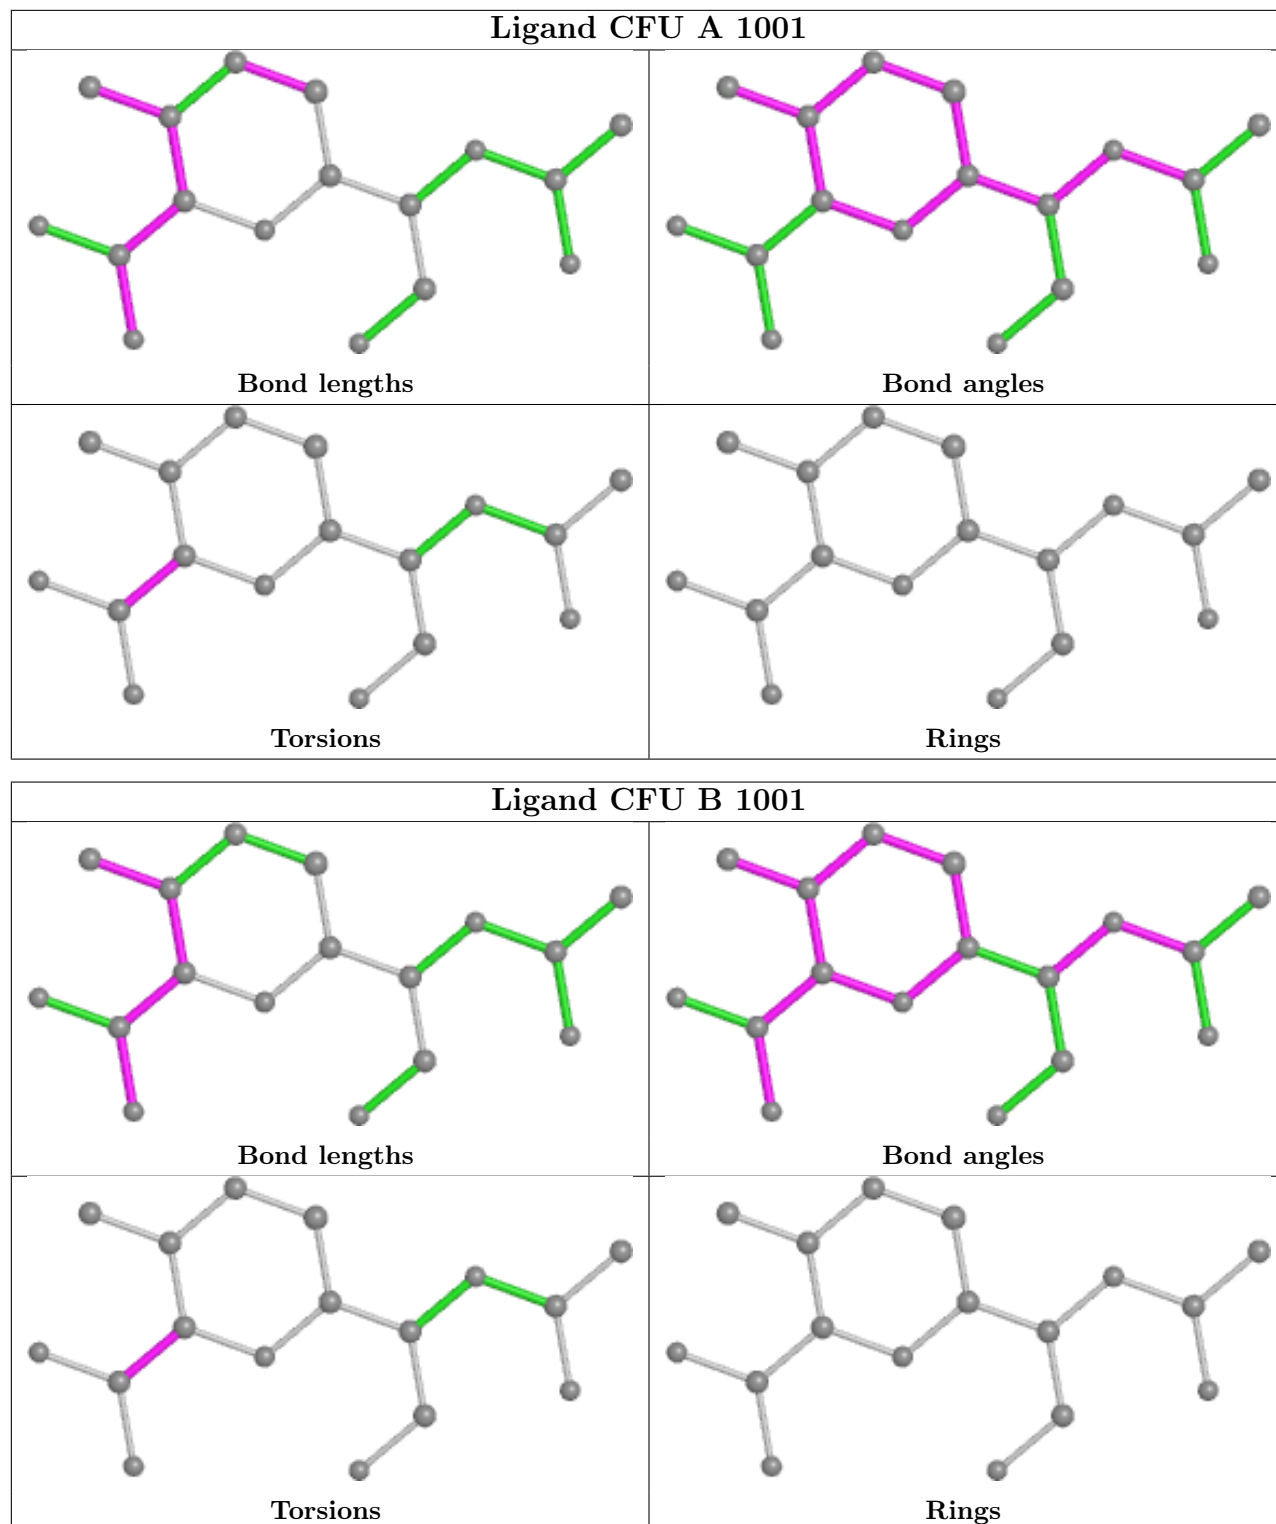 Ligand CFU A 1001
Bond lengths
Bond angles
Torsions
Rings
Ligand CFU B 1001
Bond lengths
Bond angles
Torsions
Rings